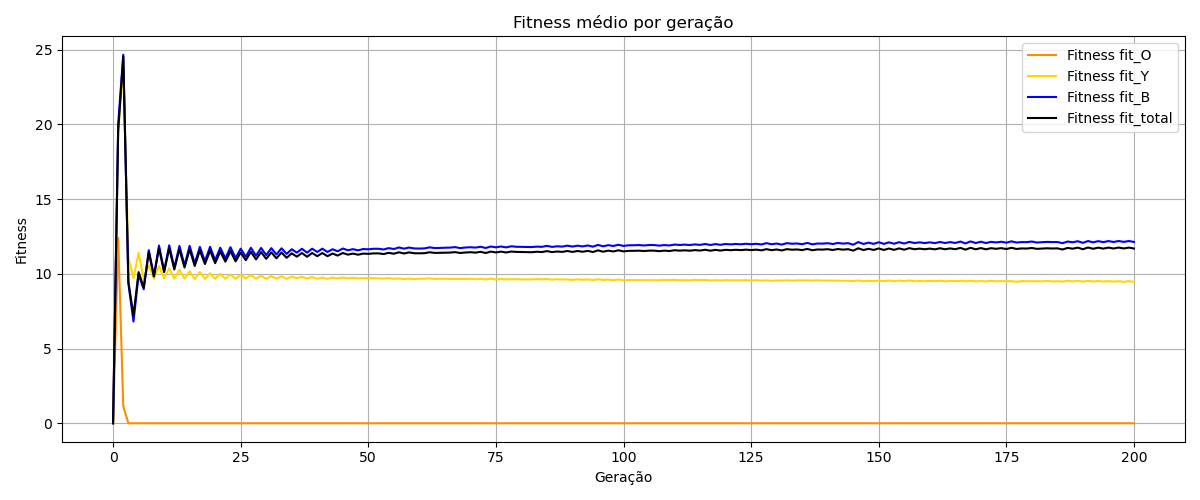 Fitness médio por geração
Fitness fit_O
Fitness fit_Y
Fitness fit_B
Fitness fit_total
Fitness
25
20
15
10
5
0
0 25 50 75 100 125 150 175 200
Geração